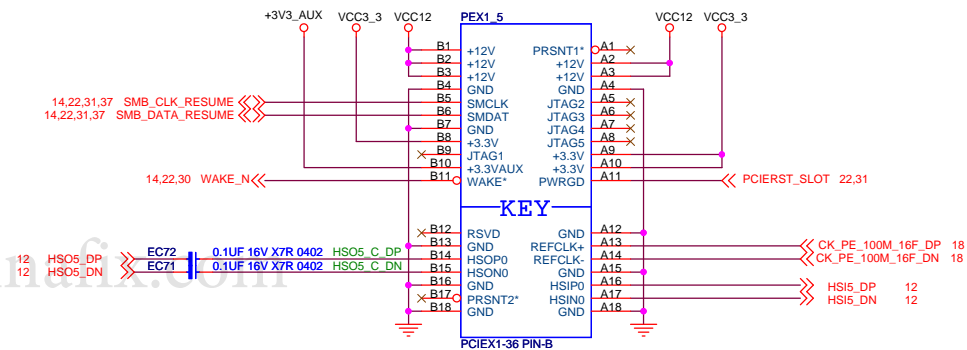 +3V3_AUX VCC3_3 VCC12 PEX1_5 VCC12 VCC3_3
B1 +12V PRSNT1* A1
B2 +12V +12V A2
B3 +12V +12V A3
B4 GND GND A4
14,22,31,37 SMB_CLK_RESUME B5 SMCLK JTAG2 A5
14,22,31,37 SMB_DATA_RESUME B6 SMDAT JTAG3 A6
B7 GND JTAG4 A7
B8 +3.3V JTAG5 A8
B9 JTAG1 +3.3V A9
B10 +3.3VAUX +3.3V A10
14,22,30 WAKE_N B11 WAKE* PWRGD A11 PCIERST_SLOT 22,31
KEY
B12 RSVD GND A12
B13 GND REFCLK+ A13 CK_PE_100M_16F_DP 18
12 HSO5_DP EC72 0.1UF 16V X7R 0402 HSO5_C_DP B14 HSOP0 REFCLK- A14 CK_PE_100M_16F_DN 18
12 HSO5_DN EC71 0.1UF 16V X7R 0402 HSO5_C_DN B15 HSON0 GND A15
B16 GND HSIP0 A16 HSI5_DP 12
B17 PRSNT2* HSIN0 A17 HSI5_DN 12
B18 GND GND A18
PCIEX1-36 PIN-B